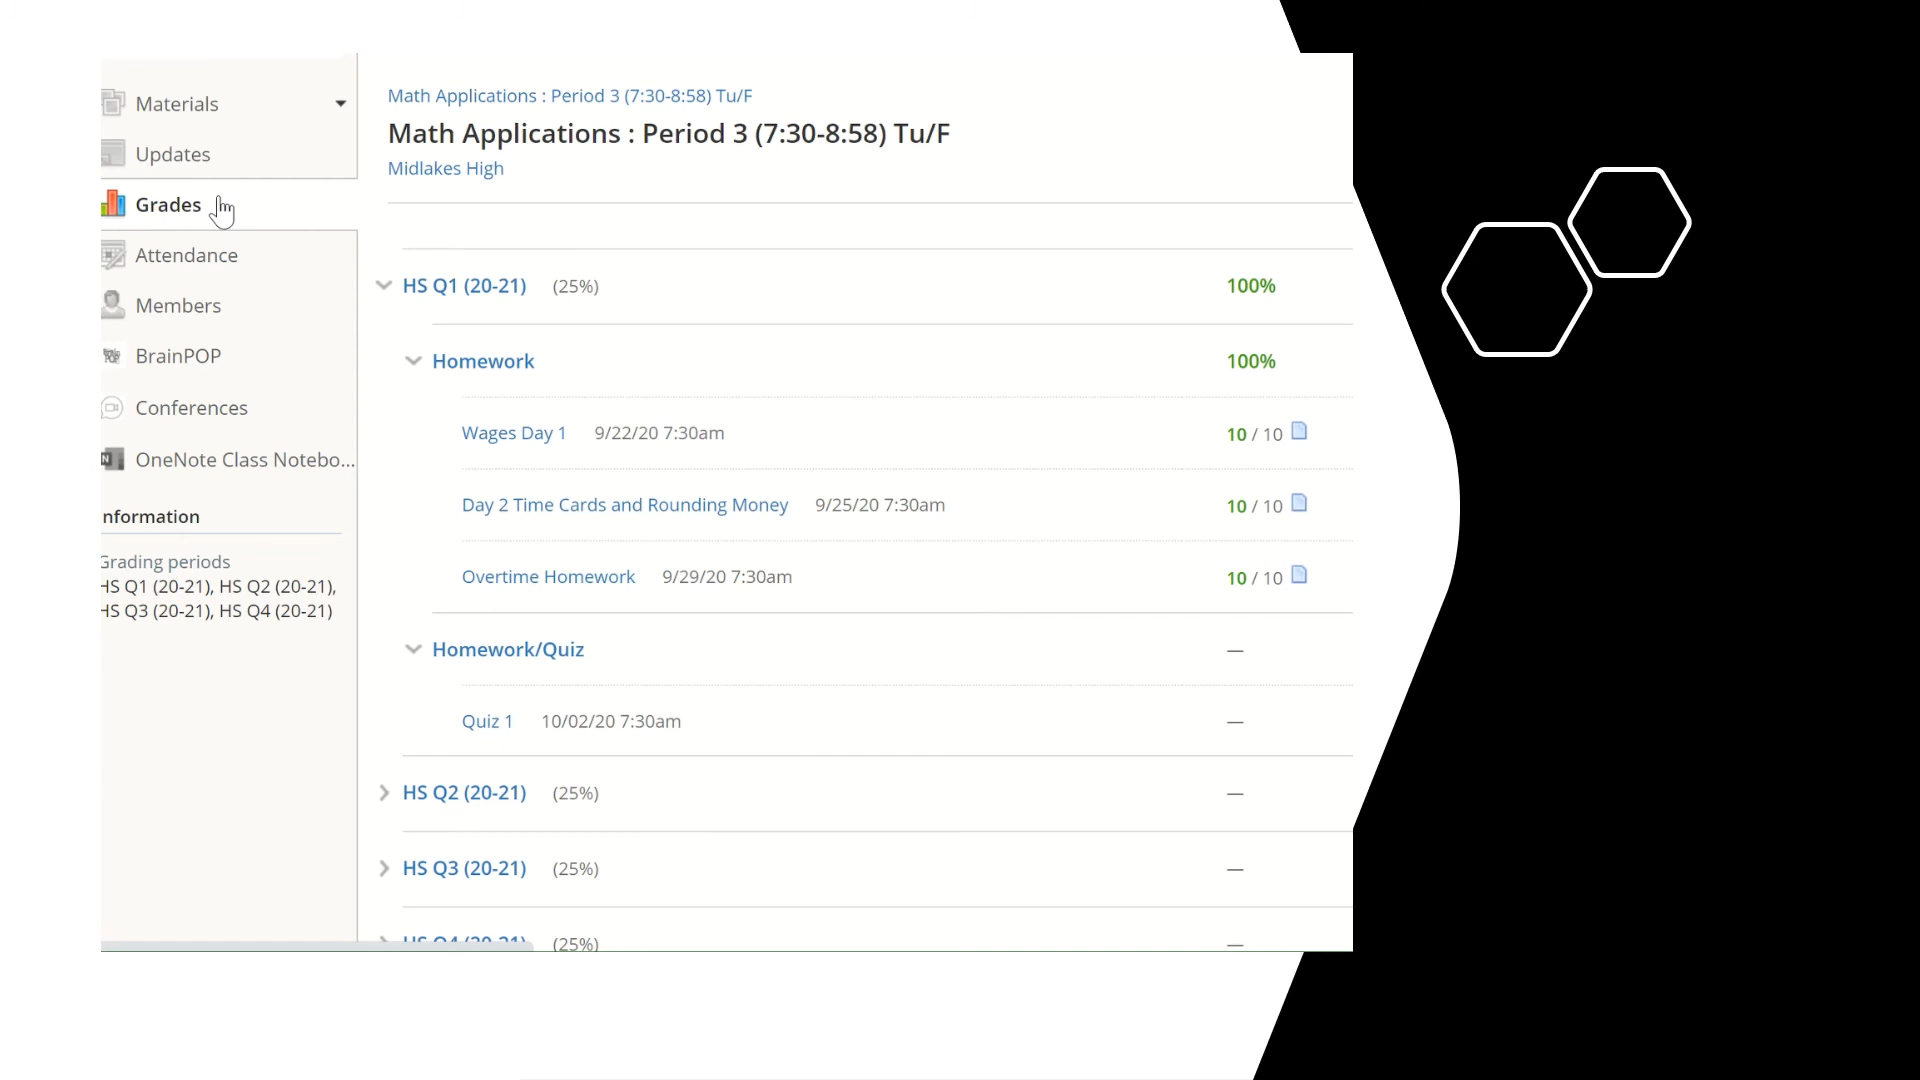 Materials
Updates
Grades
Attendance
Members
BrainPOP
Conferences
OneNote Class Notebo...
nformation
Grading periods
HS Q1 (20-21), HS Q2 (20-21),
HS Q3 (20-21), HS Q4 (20-21)
Math Applications : Period 3 (7:30-8:58) Tu/F
Math Applications : Period 3 (7:30-8:58) Tu/F
Midlakes High
HS Q1 (20-21) (25%) 100%
Homework 100%
Wages Day 1 9/22/20 7:30am 10 / 10
Day 2 Time Cards and Rounding Money 9/25/20 7:30am 10 / 10
Overtime Homework 9/29/20 7:30am 10 / 10
Homework/Quiz —
Quiz 1 10/02/20 7:30am —
HS Q2 (20-21) (25%) —
HS Q3 (20-21) (25%) —
HS Q4 (20-21) (25%) —